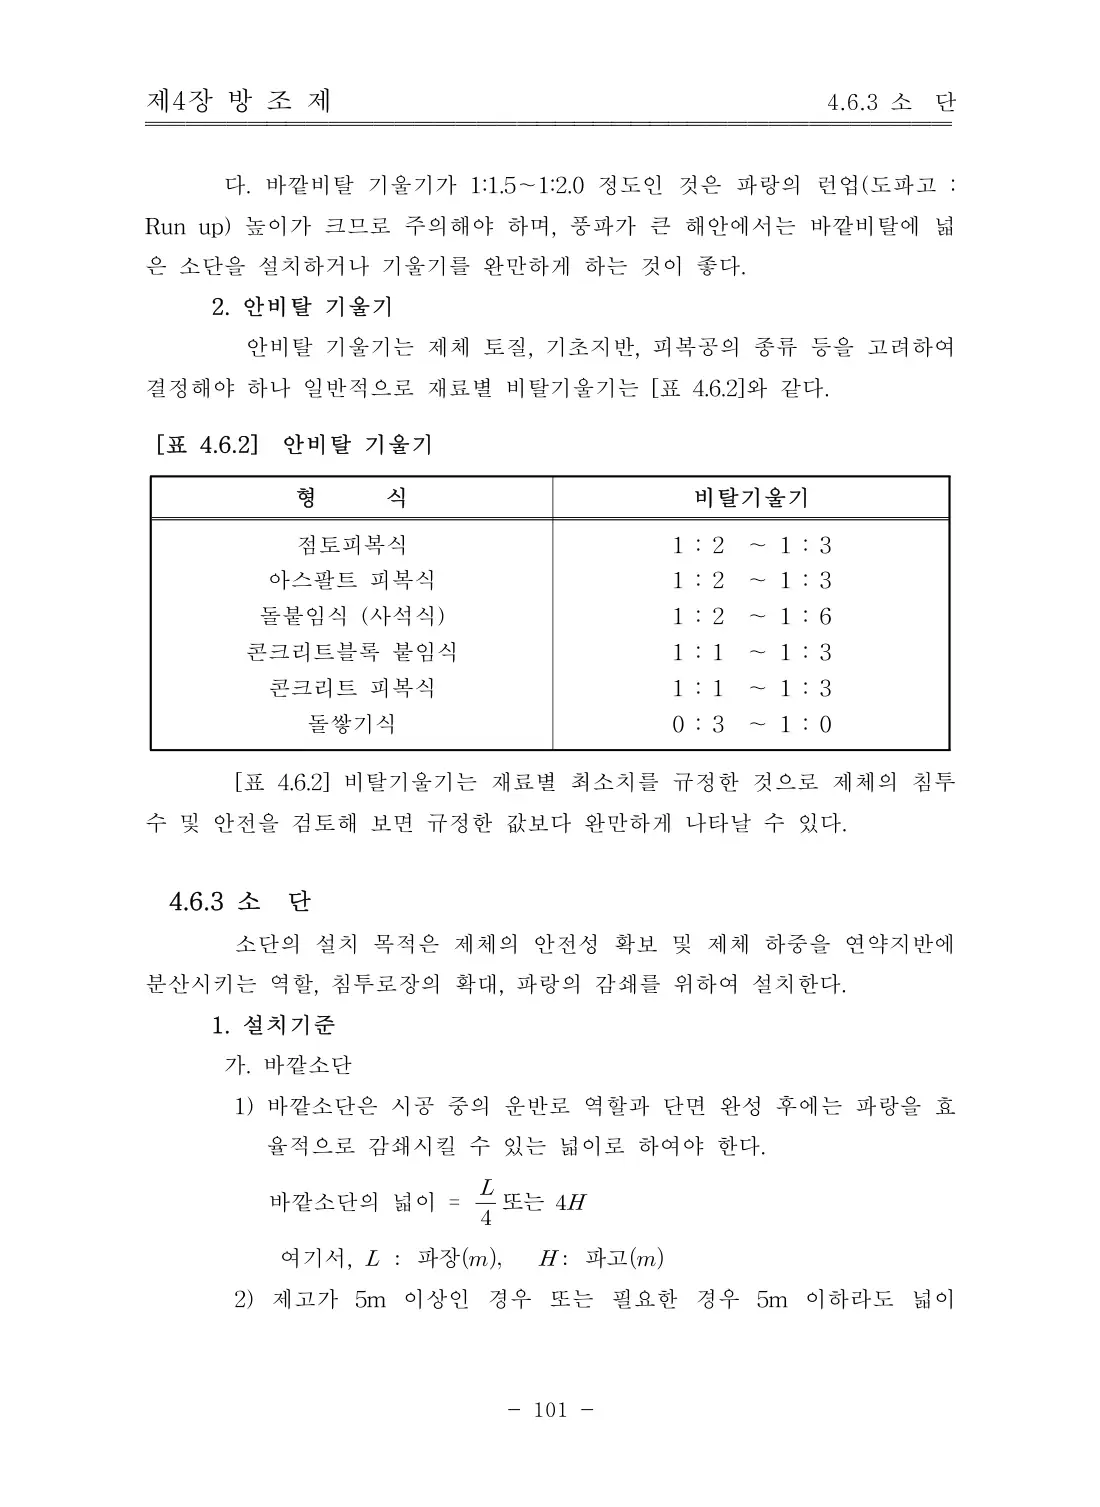 제4장 방 조 제 4.6.3 소 단
다. 바깥비탈 기울기가 1:1.5~1:2.0 정도인 것은 파랑의 런업(도파고 :
Run up) 높이가 크므로 주의해야 하며, 풍파가 큰 해안에서는 바깥비탈에 넓
은 소단을 설치하거나 기울기를 완만하게 하는 것이 좋다.
2. 안비탈 기울기
안비탈 기울기는 제체 토질, 기초지반, 피복공의 종류 등을 고려하여
결정해야 하나 일반적으로 재료별 비탈기울기는 [표 4.6.2]와 같다.
[표 4.6.2] 안비탈 기울기
형 식 비탈기울기
점토피복식 1 : 2 ~ 1 : 3
아스팔트 피복식 1 : 2 ~ 1 : 3
돌붙임식 (사석식) 1 : 2 ~ 1 : 6
콘크리트블록 붙임식 1 : 1 ~ 1 : 3
콘크리트 피복식 1 : 1 ~ 1 : 3
돌쌓기식 0 : 3 ~ 1 : 0
[표 4.6.2] 비탈기울기는 재료별 최소치를 규정한 것으로 제체의 침투
수 및 안전을 검토해 보면 규정한 값보다 완만하게 나타날 수 있다.
4.6.3 소 단
소단의 설치 목적은 제체의 안전성 확보 및 제체 하중을 연약지반에
분산시키는 역할, 침투로장의 확대, 파랑의 감쇄를 위하여 설치한다.
1. 설치기준
가. 바깥소단
1) 바깥소단은 시공 중의 운반로 역할과 단면 완성 후에는 파랑을 효
율적으로 감쇄시킬 수 있는 넓이로 하여야 한다.
바깥소단의 넓이 = L/4 또는 4H
여기서, L : 파장(m), H : 파고(m)
2) 제고가 5m 이상인 경우 또는 필요한 경우 5m 이하라도 넓이
- 101 -